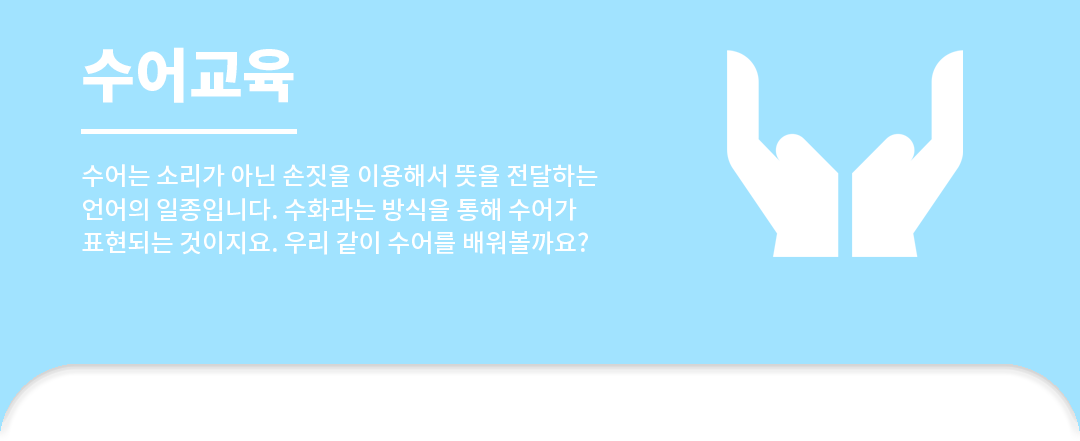 수어교육
수어는 소리가 아닌 손짓을 이용해서 뜻을 전달하는
언어의 일종입니다. 수화라는 방식을 통해 수어가
표현되는 것이지요. 우리 같이 수어를 배워볼까요?